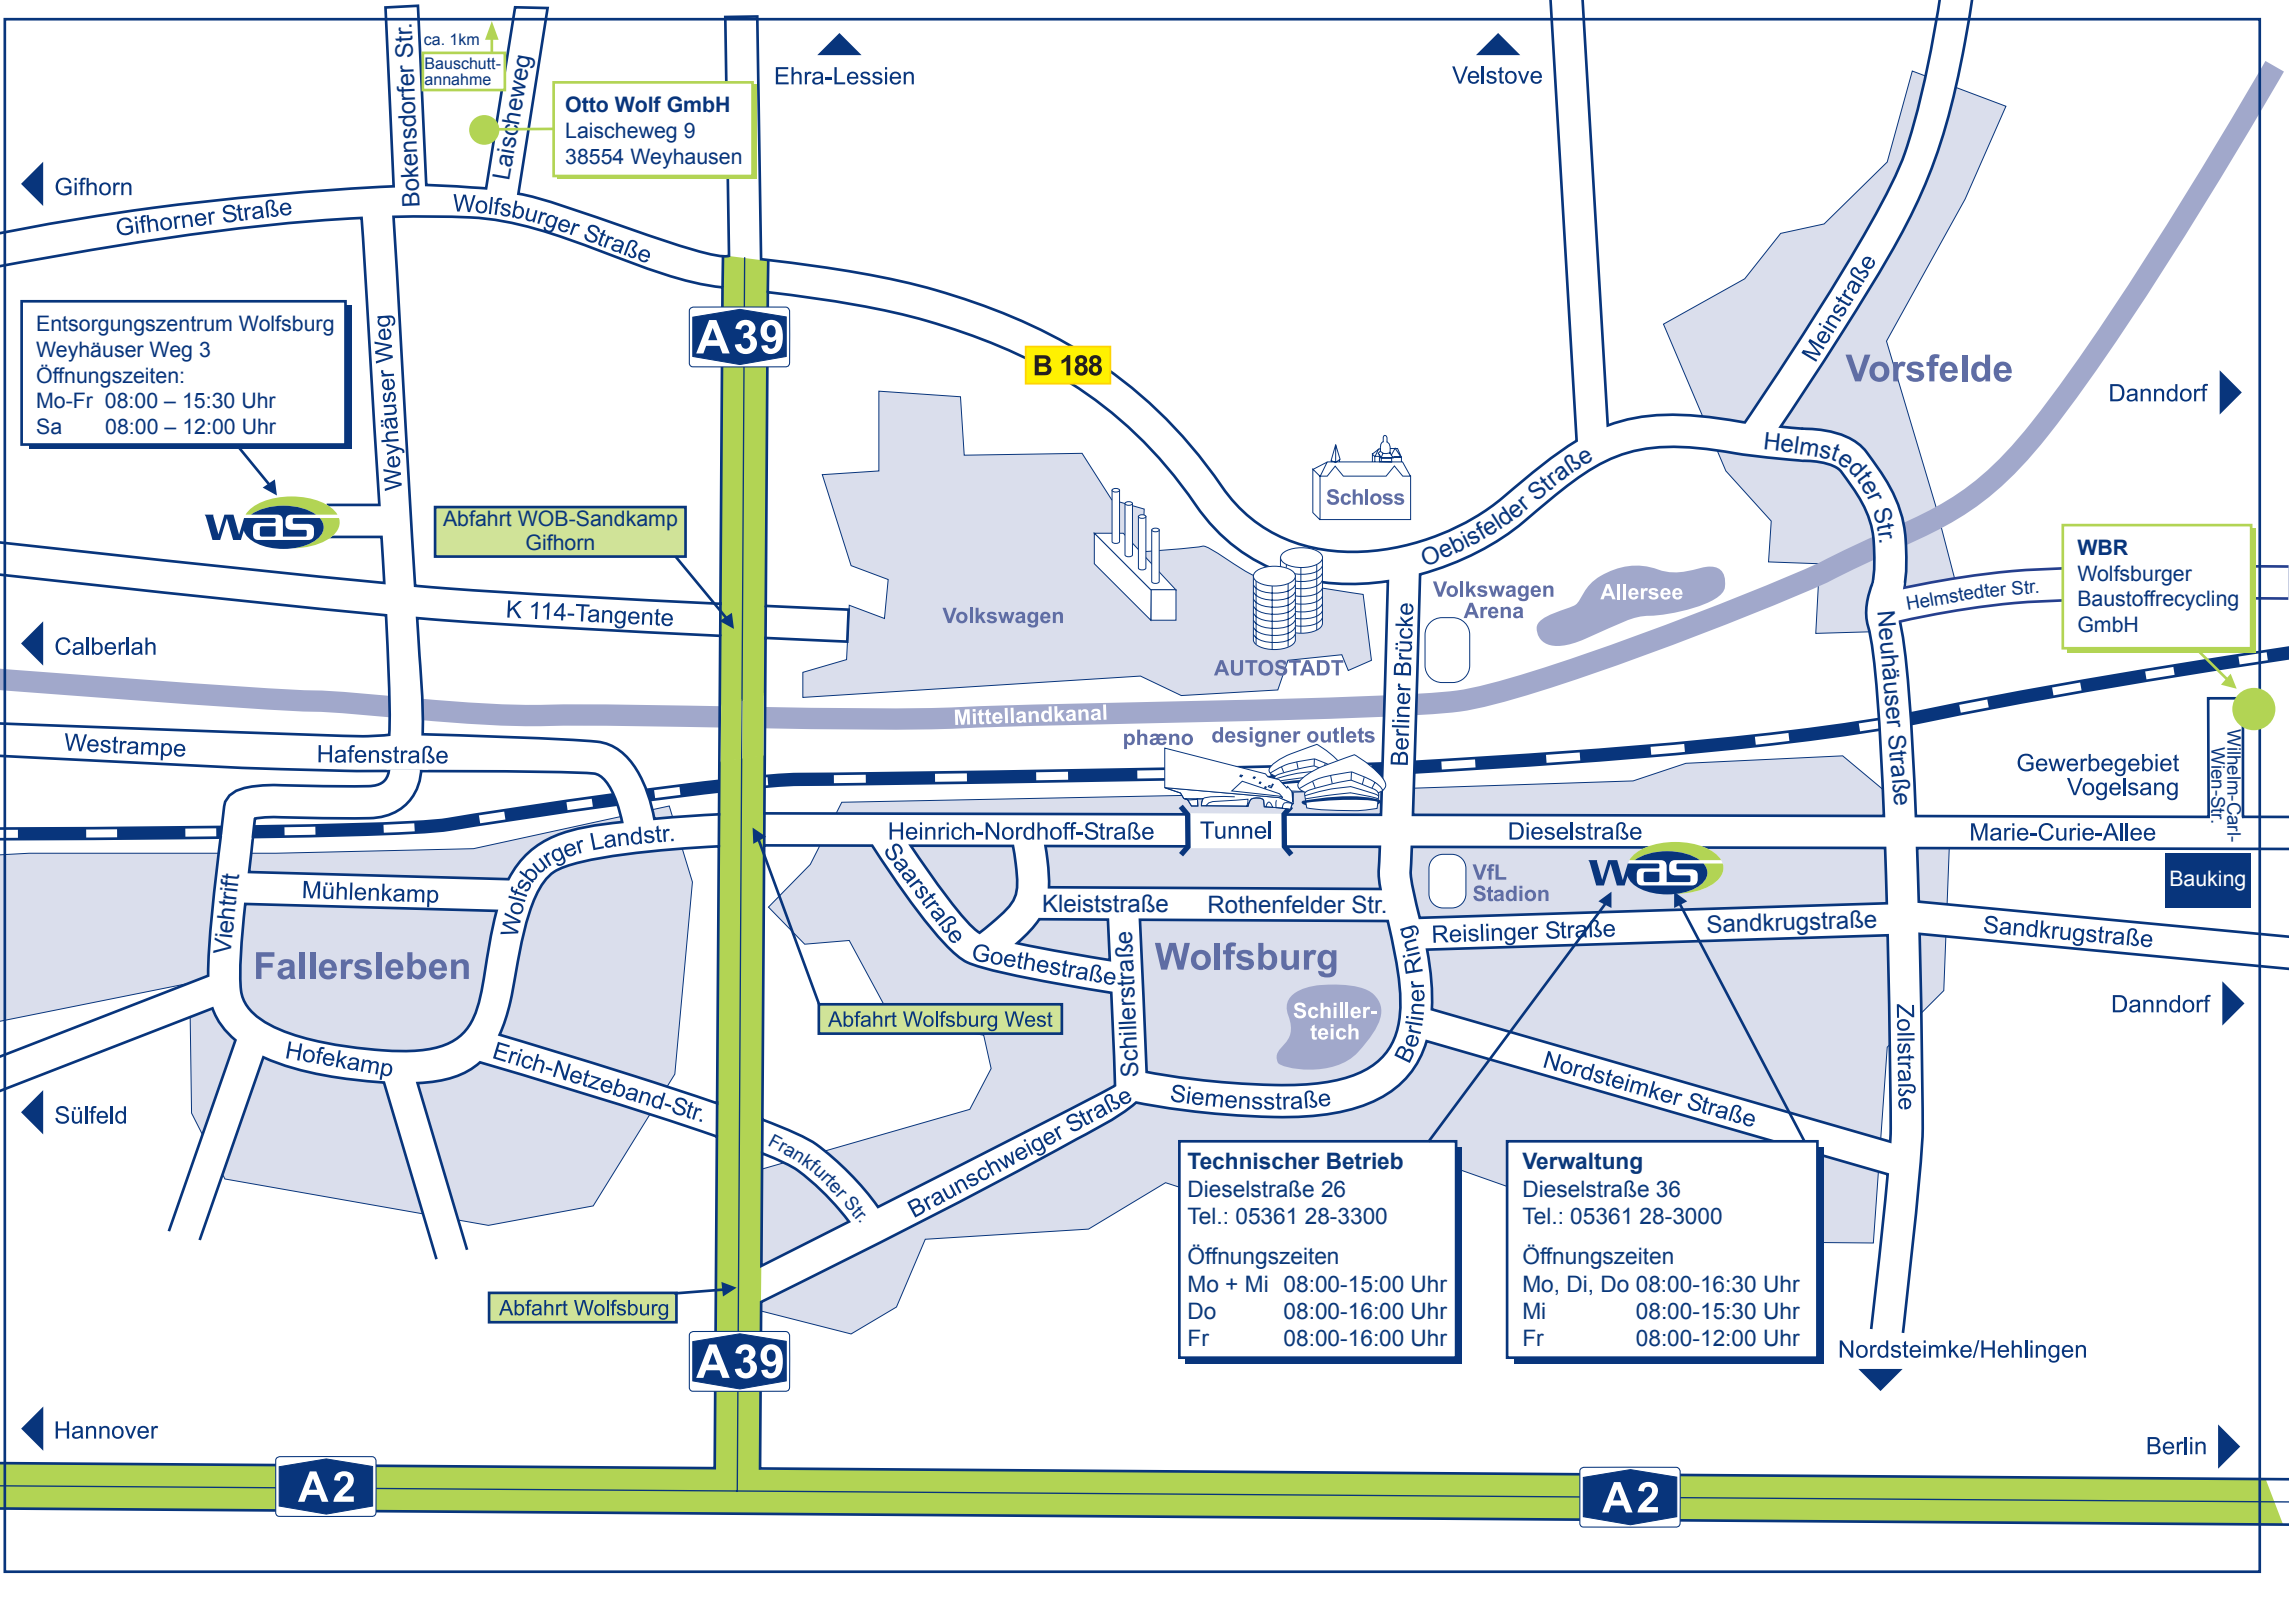 Bokensdorfer Str.
ca. 1km
Bauschutt-
annahme
Laischeweg
Otto Wolf GmbH
Laischeweg 9
38554 Weyhausen
Ehra-Lessien
Velstove
Gifhorn
Gifhorner Straße
Wolfsburger Straße
A 39
B 188
Meinstraße
Vorsfelde
Danndorf
Entsorgungszentrum Wolfsburg
Weyhäuser Weg 3
Öffnungszeiten:
Mo-Fr 08:00 – 15:30 Uhr
Sa 08:00 – 12:00 Uhr
Weyhäuser Weg
was
Abfahrt WOB-Sandkamp
Gifhorn
Schloss
Oebisfelder Straße
Helmstedter Str.
WBR
Wolfsburger
Baustoffrecycling
GmbH
Helmstedter Str.
K 114-Tangente
Volkswagen
AUTOSTADT
Berliner Brücke
Volkswagen
Arena
Allersee
Neuhäuser Straße
Calberlah
Mittellandkanal
phæno
designer outlets
Westrampe
Hafenstraße
Gewerbegebiet
Vogelsang
Wilhelm-Carl-
Wien-Str.
Wolfsburger Landstr.
Heinrich-Nordhoff-Straße
Tunnel
Dieselstraße
Marie-Curie-Allee
Bauking
Viehtrift
Mühlenkamp
Saarstraße
Kleiststraße
Rothenfelder Str.
VfL
Stadion
was
Reislinger Straße
Sandkrugstraße
Sandkrugstraße
Fallersleben
Goethestraße
Schillerstraße
Wolfsburg
Schiller-
teich
Berliner Ring
Abfahrt Wolfsburg West
Danndorf
Zollstraße
Hofekamp
Erich-Netzeband-Str.
Nordsteimker Straße
Siemensstraße
Sülfeld
Frankfurter Str.
Braunschweiger Straße
Technischer Betrieb
Dieselstraße 26
Tel.: 05361 28-3300
Öffnungszeiten
Mo + Mi 08:00-15:00 Uhr
Do 08:00-16:00 Uhr
Fr 08:00-16:00 Uhr
Verwaltung
Dieselstraße 36
Tel.: 05361 28-3000
Öffnungszeiten
Mo, Di, Do 08:00-16:30 Uhr
Mi 08:00-15:30 Uhr
Fr 08:00-12:00 Uhr
Abfahrt Wolfsburg
A 39
Nordsteimke/Hehlingen
Hannover
Berlin
A 2
A 2